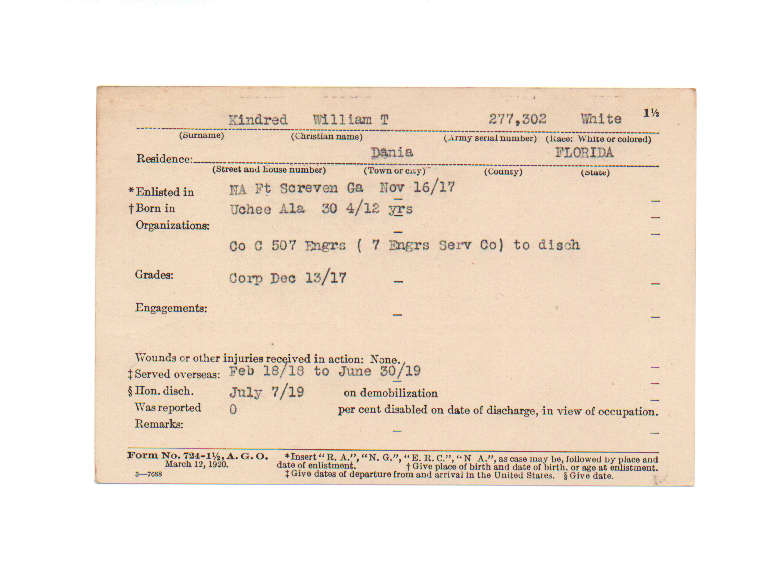 Kindred William T 277,302 White 1½
(Surname) (Christian name) (Army serial number) (Race: White or colored)
Residence: Dania FLORIDA
(Street and house number) (Town or city) (County) (State)
*Enlisted in NA Ft Screven Ga Nov 16/17
†Born in Uchee Ala 30 4/12 yrs
Organizations:
Co C 507 Engrs ( 7 Engrs Serv Co) to disch
Grades: Corp Dec 13/17
Engagements:
Wounds or other injuries received in action: None.
‡Served overseas: Feb 18/18 to June 30/19
§Hon. disch. July 7/19 on demobilization
Was reported 0 per cent disabled on date of discharge, in view of occupation.
Remarks:
Form No. 724-1½, A. G. O. *Insert "R. A.", "N. G.", "E. R. C.", "N A.", as case may be, followed by place and
March 12, 1920. date of enlistment. †Give place of birth and date of birth, or age at enlistment.
3—7688 ‡Give dates of departure from and arrival in the United States. §Give date.